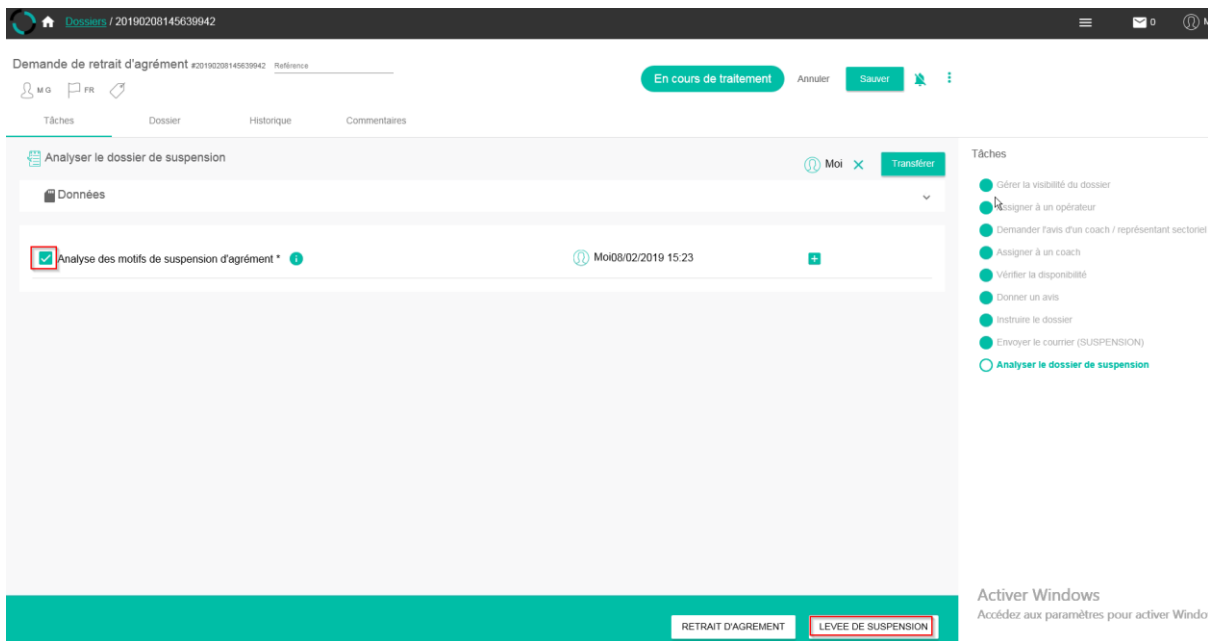 Dossiers / 20190208145639942
0
M
Demande de retrait d'agrément #20190208145639942 Référence
En cours de traitement
Annuler
Sauver
M G
FR
Tâches
Dossier
Historique
Commentaires
Analyser le dossier de suspension
Moi
Transférer
Données
Analyse des motifs de suspension d'agrément *
Moi08/02/2019 15:23
RETRAIT D'AGREMENT
LEVEE DE SUSPENSION
Tâches
Gérer la visibilité du dossier
Assigner à un opérateur
Demander l'avis d'un coach / représentant sectoriel
Assigner à un coach
Vérifier la disponibilité
Donner un avis
Instruire le dossier
Envoyer le courrier (SUSPENSION)
Analyser le dossier de suspension
Activer Windows
Accédez aux paramètres pour activer Windo